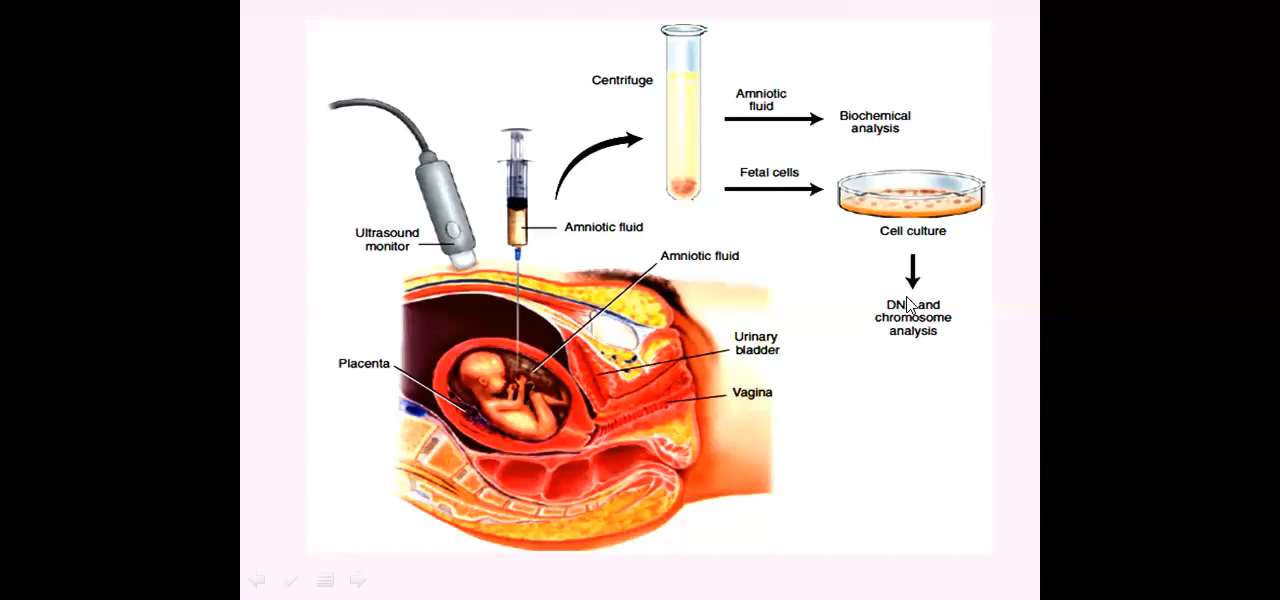 Centrifuge
Amniotic
fluid
Biochemical
analysis
Fetal cells
Cell culture
and
chromosome
analysis
Ultrasound
monitor
Amniotic fluid
Amniotic fluid
Urinary
bladder
Placenta
Vagina